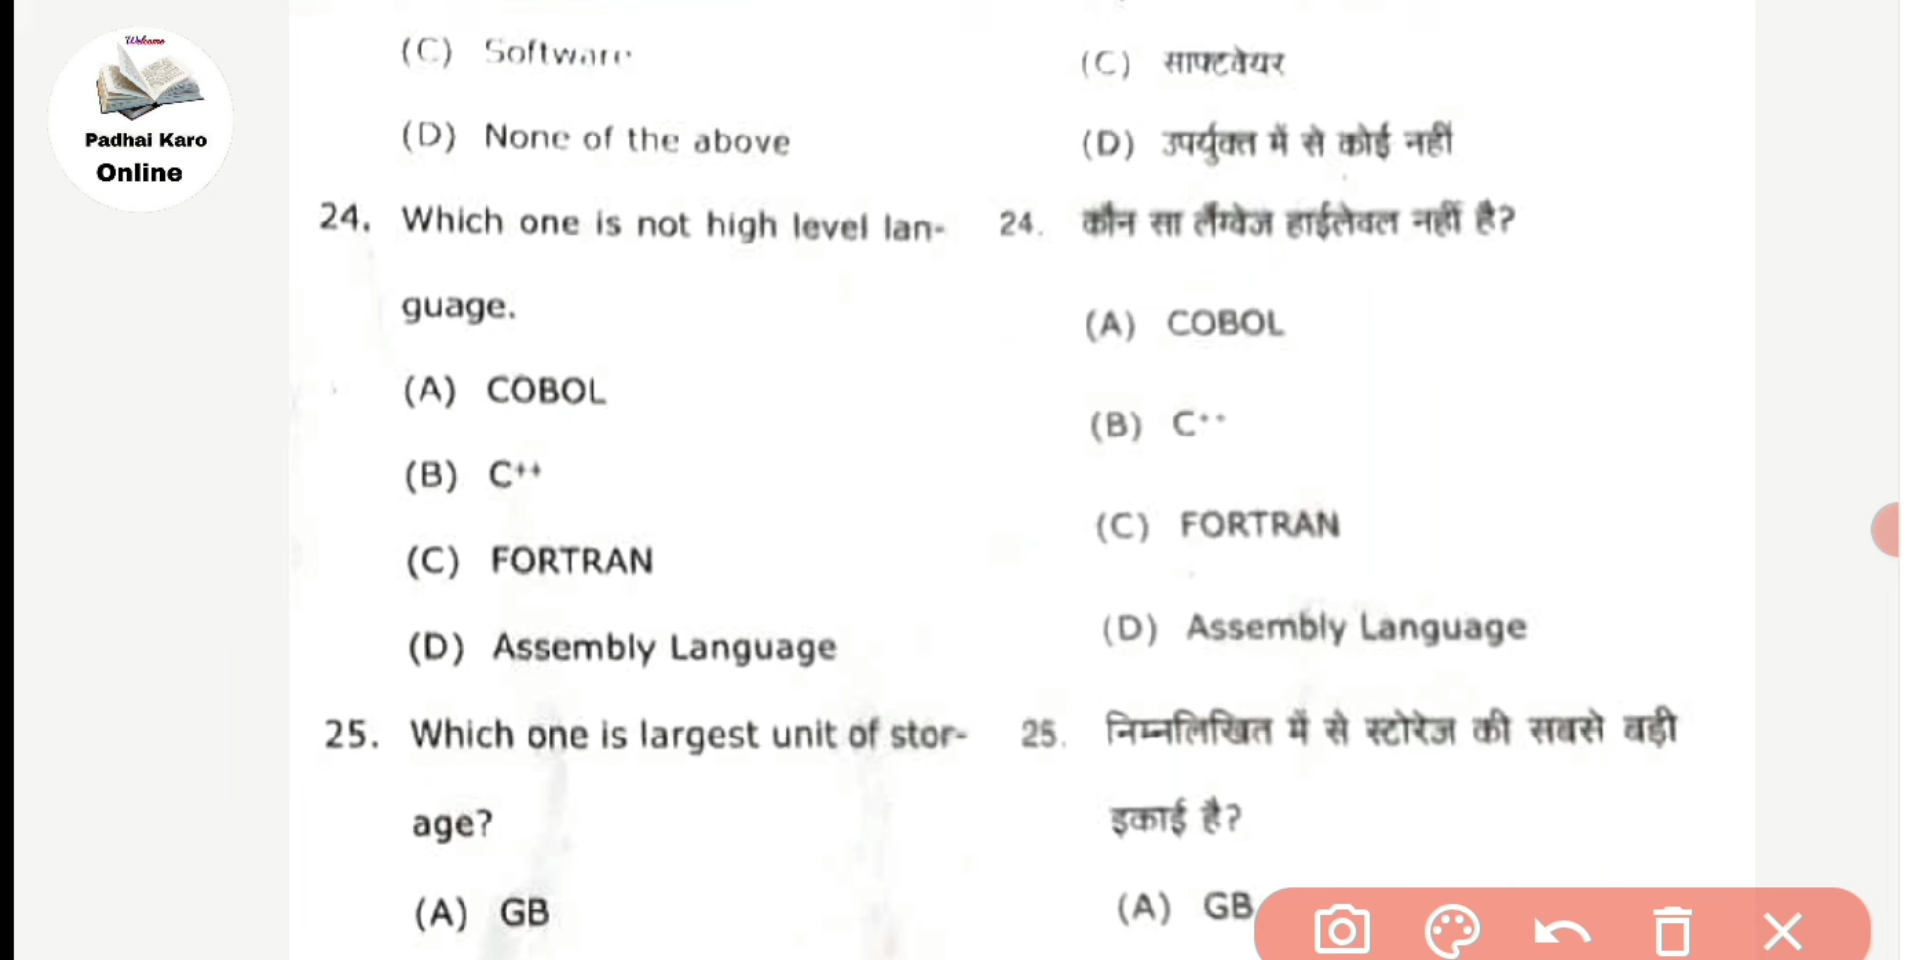 Welcome
Padhai Karo
Online
(C) Software
(D) None of the above
24. Which one is not high level lan-
guage.
(A) COBOL
(B) C++
(C) FORTRAN
(D) Assembly Language
25. Which one is largest unit of stor-
age?
(A) GB
(C) साफ्टवेयर
(D) उपर्युक्त में से कोई नहीं
24. कौन सा लैंग्वेज हाईलेवल नहीं है?
(A) COBOL
(B) C++
(C) FORTRAN
(D) Assembly Language
25. निम्नलिखित में से स्टोरेज की सबसे बड़ी
इकाई है?
(A) GB